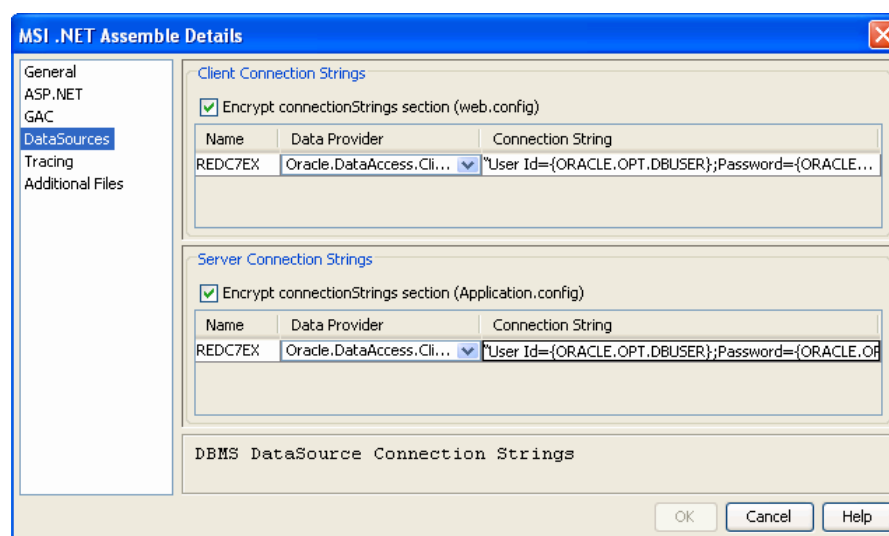 MSI .NET Assemble Details
General
ASP.NET
GAC
DataSources
Tracing
Additional Files
Client Connection Strings
Encrypt connectionStrings section (web.config)
Name Data Provider Connection String
REDC7EX Oracle.DataAccess.Cli... "User Id={ORACLE.OPT.DBUSER};Password={ORACLE...
Server Connection Strings
Encrypt connectionStrings section (Application.config)
Name Data Provider Connection String
REDC7EX Oracle.DataAccess.Cli... "User Id={ORACLE.OPT.DBUSER};Password={ORACLE.OP
DBMS DataSource Connection Strings
OK Cancel Help